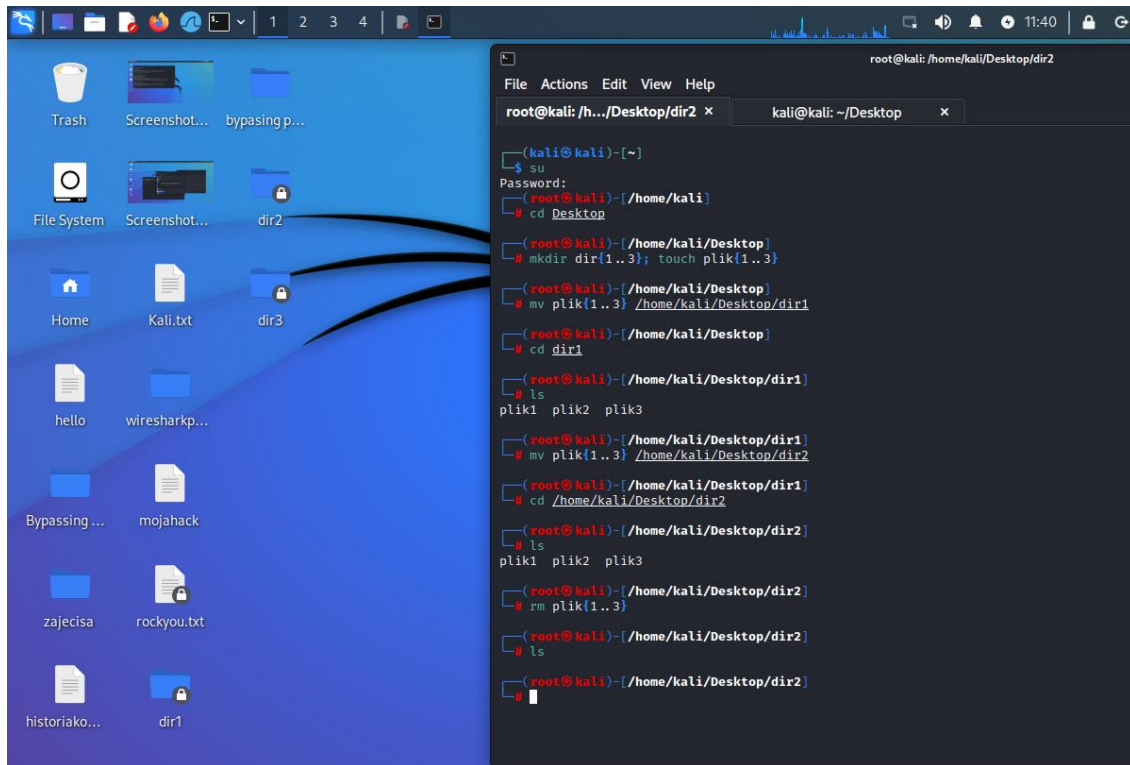 1 2 3 4
11:40
Trash
Screenshot...
bypasing p...
File System
Screenshot...
dir2
Home
Kali.txt
dir3
hello
wiresharkp...
Bypassing ...
mojahack
zajecisa
rockyou.txt
historiako...
dir1
root@kali: /home/kali/Desktop/dir2
File Actions Edit View Help
root@kali: /h.../Desktop/dir2 × kali@kali: ~/Desktop ×
┌──(kali㉿kali)-[~]
└─$ su
Password:
┌──(root㉿kali)-[/home/kali]
└─# cd Desktop
┌──(root㉿kali)-[/home/kali/Desktop]
└─# mkdir dir{1..3}; touch plik{1..3}
┌──(root㉿kali)-[/home/kali/Desktop]
└─# mv plik{1..3} /home/kali/Desktop/dir1
┌──(root㉿kali)-[/home/kali/Desktop]
└─# cd dir1
┌──(root㉿kali)-[/home/kali/Desktop/dir1]
└─# ls
plik1 plik2 plik3
┌──(root㉿kali)-[/home/kali/Desktop/dir1]
└─# mv plik{1..3} /home/kali/Desktop/dir2
┌──(root㉿kali)-[/home/kali/Desktop/dir1]
└─# cd /home/kali/Desktop/dir2
┌──(root㉿kali)-[/home/kali/Desktop/dir2]
└─# ls
plik1 plik2 plik3
┌──(root㉿kali)-[/home/kali/Desktop/dir2]
└─# rm plik{1..3}
┌──(root㉿kali)-[/home/kali/Desktop/dir2]
└─# ls
┌──(root㉿kali)-[/home/kali/Desktop/dir2]
└─#